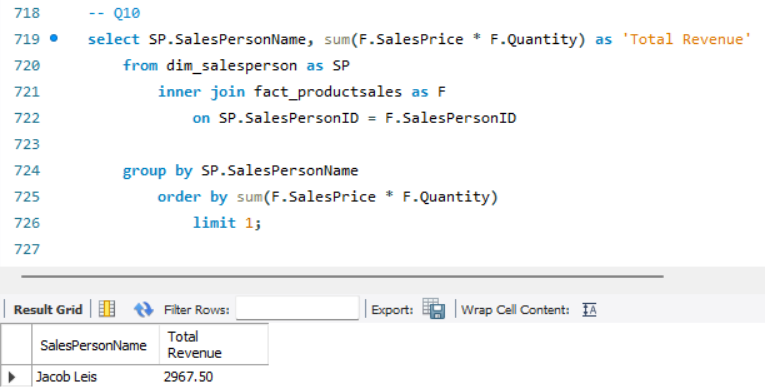 718 -- Q10
719 select SP.SalesPersonName, sum(F.SalesPrice * F.Quantity) as 'Total Revenue'
720 from dim_salesperson as SP
721 inner join fact_productsales as F
722 on SP.SalesPersonID = F.SalesPersonID
723
724 group by SP.SalesPersonName
725 order by sum(F.SalesPrice * F.Quantity)
726 limit 1;
727
Result Grid Filter Rows: Export: Wrap Cell Content: IA
SalesPersonName Total
Revenue
Jacob Leis 2967.50